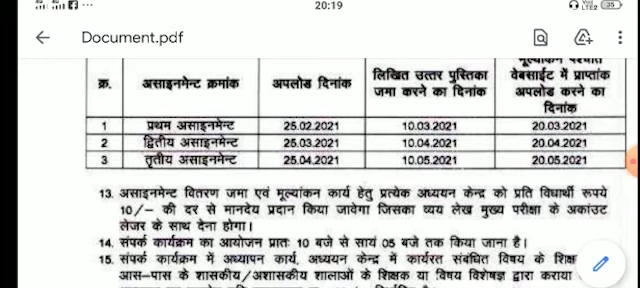 20:19
LTE2
35
Document.pdf
क्र.
असाइनमेन्ट क्रमांक
अपलोड दिनांक
लिखित उत्तर पुस्तिका
जमा करने का दिनांक
मूल्यांकन पश्चात
वेबसाईट में प्राप्तांक
अपलोड करने का
दिनांक
1 प्रथम असाइनमेन्ट 25.02.2021 10.03.2021 20.03.2021
2 द्वितीय असाइनमेन्ट 25.03.2021 10.04.2021 20.04.2021
3 तृतीय असाइनमेन्ट 25.04.2021 10.05.2021 20.05.2021
13. असाइनमेन्ट वितरण जमा एवं मूल्यांकन कार्य हेतु प्रत्येक अध्ययन केन्द्र को प्रति विद्यार्थी रूपये
10/– की दर से मानदेय प्रदान किया जावेगा जिसका व्यय लेख मुख्य परीक्षा के अकांउट
लेजर के साथ देना होगा।
14. संपर्क कार्यक्रम का आयोजन प्रातः 10 बजे से सायं 05 बजे तक किया जाना है।
15. संपर्क कार्यक्रम में अध्यापन कार्य, अध्ययन केन्द्र में कार्यरत संबंधित विषय के
आस–पास के शासकीय/अशासकीय शालाओं के शिक्षक या विषय विशेषज्ञ द्वारा कराया